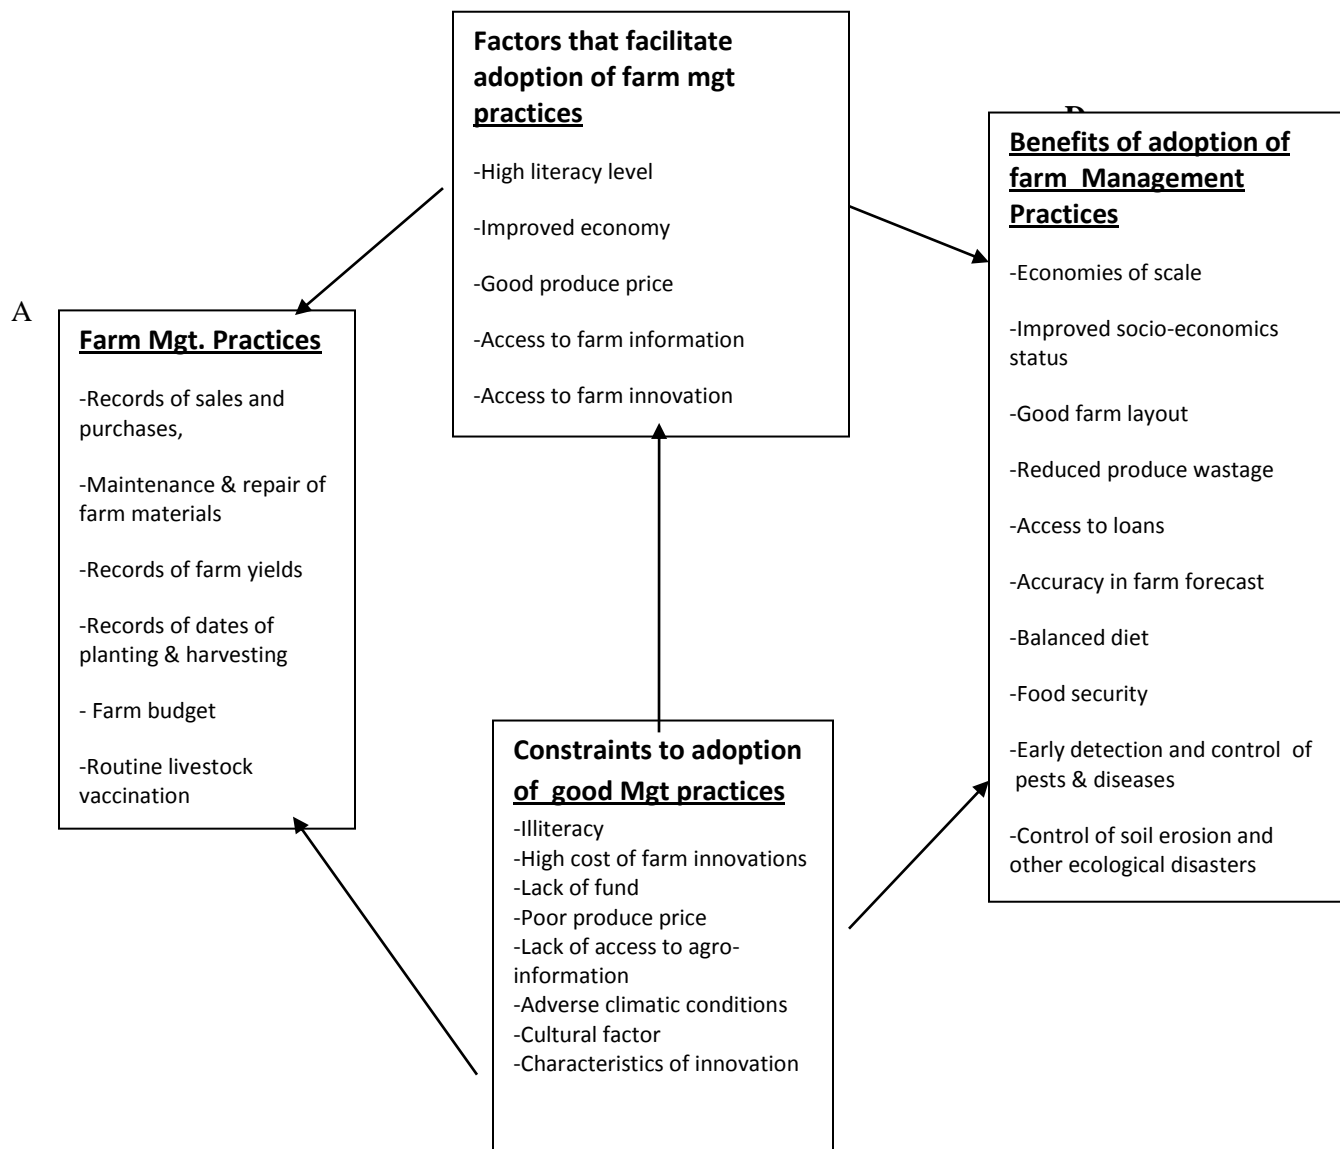 Factors that facilitate
adoption of farm mgt
practices
-High literacy level
-Improved economy
-Good produce price
-Access to farm information
-Access to farm innovation
Benefits of adoption of
farm  Management
Practices
-Economies of scale
-Improved socio-economics
status
-Good farm layout
-Reduced produce wastage
-Access to loans
-Accuracy in farm forecast
-Balanced diet
-Food security
-Early detection and control  of
pests & diseases
-Control of soil erosion and
other ecological disasters
A
Farm Mgt. Practices
-Records of sales and
purchases,
-Maintenance & repair of
farm materials
-Records of farm yields
-Records of dates of
planting & harvesting
- Farm budget
-Routine livestock
vaccination
Constraints to adoption
of  good Mgt practices
-Illiteracy
-High cost of farm innovations
-Lack of fund
-Poor produce price
-Lack of access to agro-
information
-Adverse climatic conditions
-Cultural factor
-Characteristics of innovation